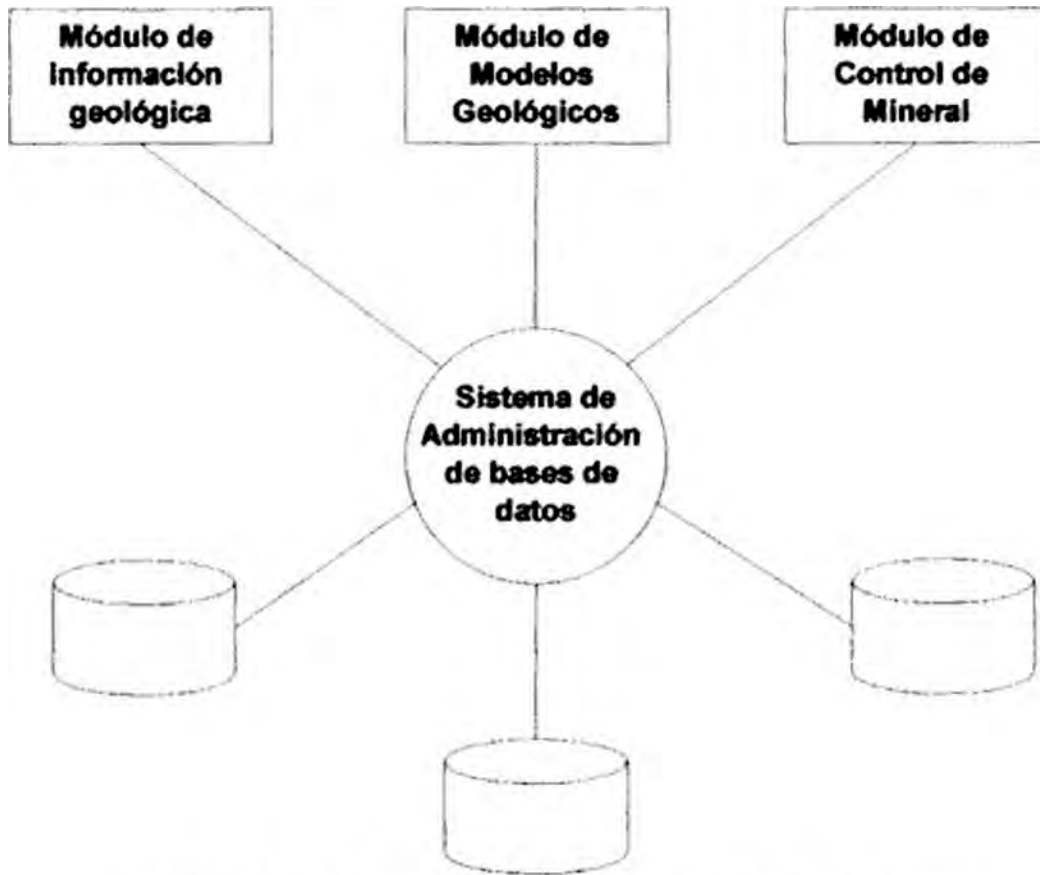 Módulo de
información
geológica
Módulo de
Modelos
Geológicos
Módulo de
Control de
Mineral
Sistema de
Administración
de bases de
datos